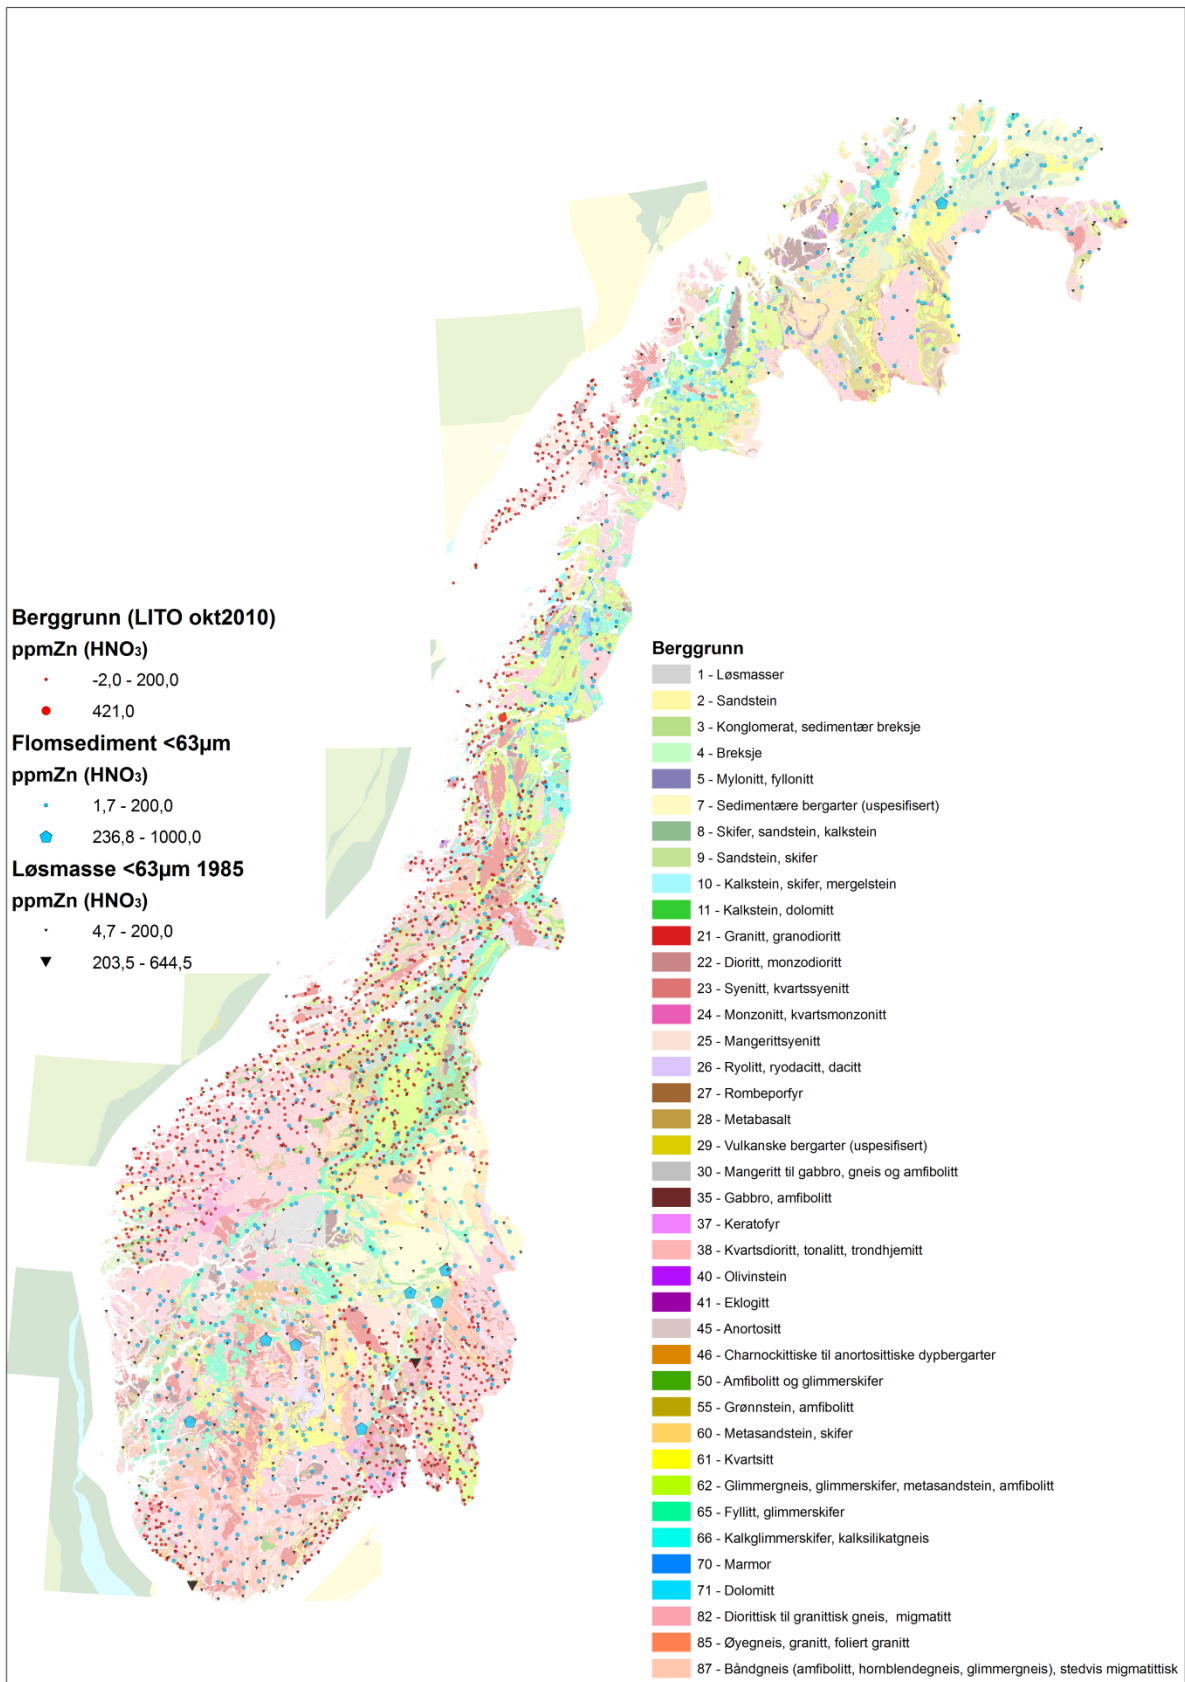 Berggrunn (LITO okt2010)
ppmZn (HNO₃)
-2,0 - 200,0
421,0
Flomsediment <63µm
ppmZn (HNO₃)
1,7 - 200,0
236,8 - 1000,0
Løsmasse <63µm 1985
ppmZn (HNO₃)
4,7 - 200,0
203,5 - 644,5
Berggrunn
1 - Løsmasser
2 - Sandstein
3 - Konglomerat, sedimentær breksje
4 - Breksje
5 - Mylonitt, fyllonitt
7 - Sedimentære bergarter (uspesifisert)
8 - Skifer, sandstein, kalkstein
9 - Sandstein, skifer
10 - Kalkstein, skifer, mergelstein
11 - Kalkstein, dolomitt
21 - Granitt, granodioritt
22 - Dioritt, monzodioritt
23 - Syenitt, kvartssyenitt
24 - Monzonitt, kvartsmonzonitt
25 - Mangerittsyenitt
26 - Ryolitt, ryodacitt, dacitt
27 - Rombeporfyr
28 - Metabasalt
29 - Vulkanske bergarter (uspesifisert)
30 - Mangeritt til gabbro, gneis og amfibolitt
35 - Gabbro, amfibolitt
37 - Keratofyr
38 - Kvartsdioritt, tonalitt, trondhjemitt
40 - Olivinstein
41 - Eklogitt
45 - Anortositt
46 - Charnockittiske til anortosittiske dypbergarter
50 - Amfibolitt og glimmerskifer
55 - Grønnstein, amfibolitt
60 - Metasandstein, skifer
61 - Kvartsitt
62 - Glimmergneis, glimmerskifer, metasandstein, amfibolitt
65 - Fyllitt, glimmerskifer
66 - Kalkglimmerskifer, kalksilikatgneis
70 - Marmor
71 - Dolomitt
82 - Diorittisk til granittisk gneis, migmatitt
85 - Øyegneis, granitt, foliert granitt
87 - Båndgneis (amfibolitt, hornblendegneis, glimmergneis), stedvis migmatittisk